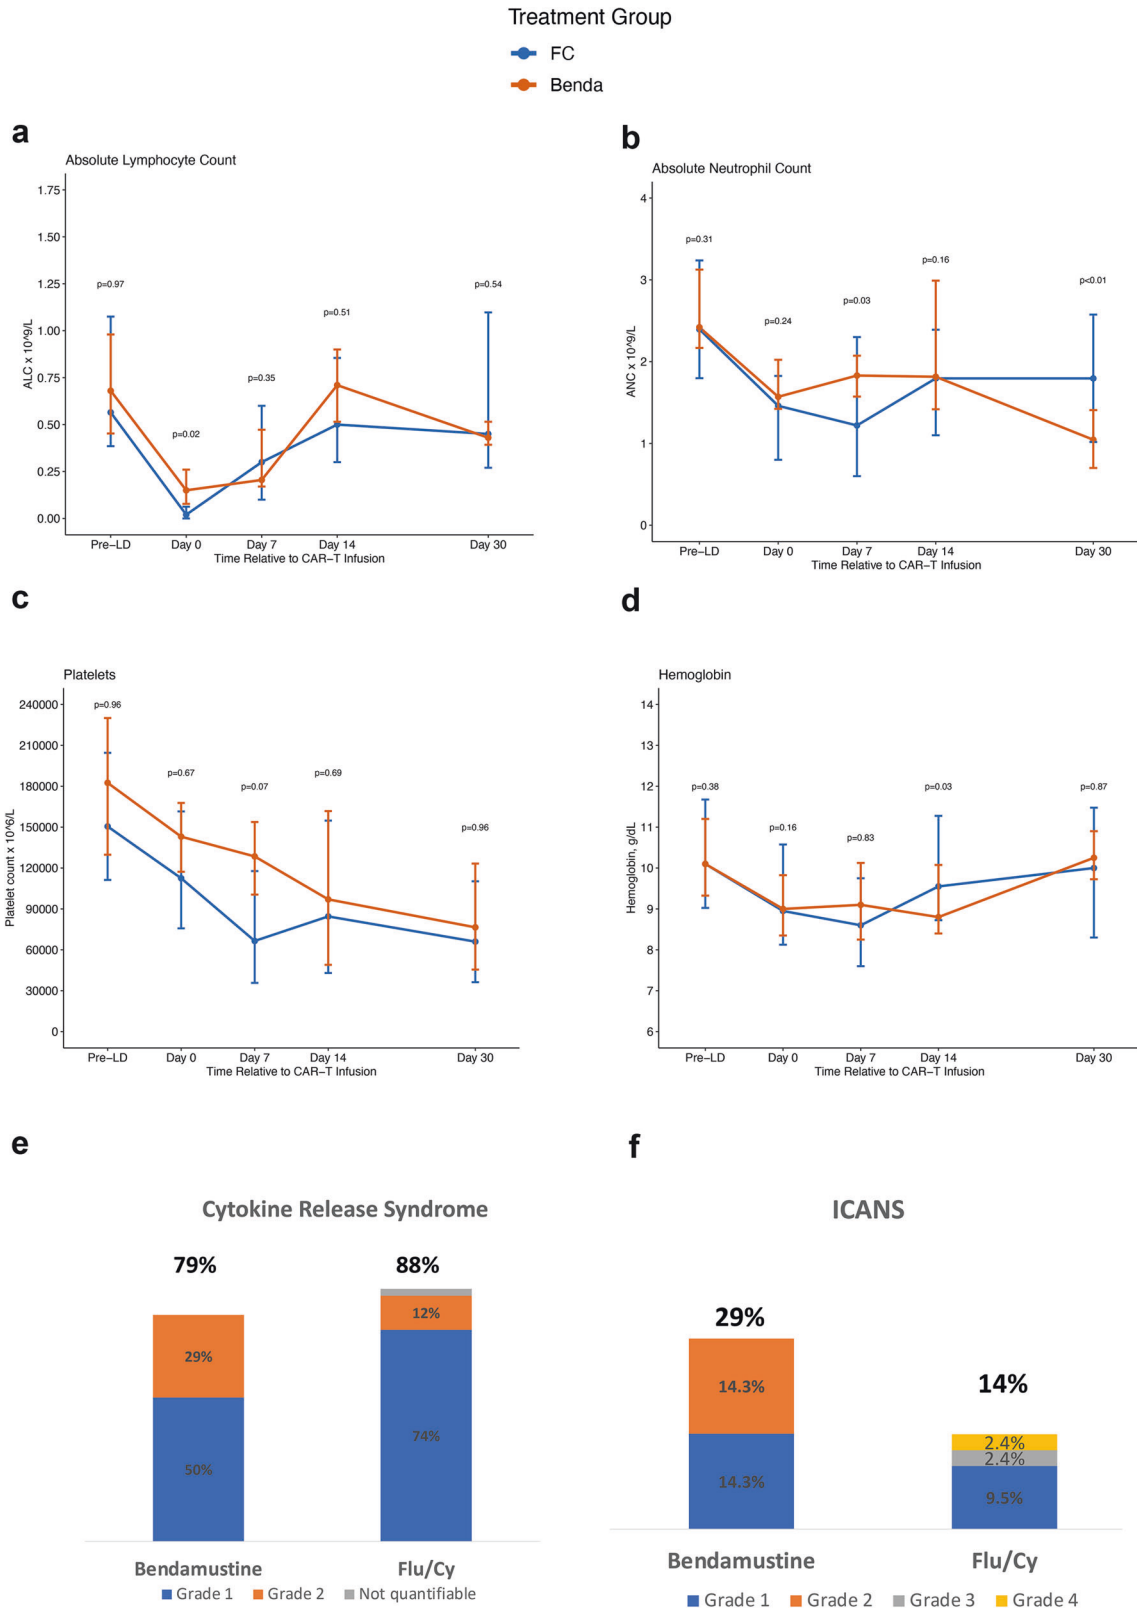 Treatment Group
FC
Benda
a
Absolute Lymphocyte Count
1.75
1.50
1.25
1.00
0.75
0.50
0.25
0.00
ALC x 10^9/L
p=0.97
p=0.02
p=0.35
p=0.51
p=0.54
Pre-LD Day 0 Day 7 Day 14 Day 30
Time Relative to CAR-T Infusion
b
Absolute Neutrophil Count
4
3
2
1
0
ANC x 10^9/L
p=0.31
p=0.24
p=0.03
p=0.16
p<0.01
Pre-LD Day 0 Day 7 Day 14 Day 30
Time Relative to CAR-T Infusion
c
Platelets
240000
210000
180000
150000
120000
90000
60000
30000
0
Platelet count x 10^6/L
p=0.96
p=0.67
p=0.07
p=0.69
p=0.96
Pre-LD Day 0 Day 7 Day 14 Day 30
Time Relative to CAR-T Infusion
d
Hemoglobin
14
13
12
11
10
9
8
7
6
Hemoglobin, g/dL
p=0.38
p=0.16
p=0.83
p=0.03
p=0.87
Pre-LD Day 0 Day 7 Day 14 Day 30
Time Relative to CAR-T Infusion
e
Cytokine Release Syndrome
79% 88%
12%
29%
74%
50%
Bendamustine Flu/Cy
Grade 1 Grade 2 Not quantifiable
f
ICANS
29%
14%
14.3%
2.4%
2.4%
14.3%
9.5%
Bendamustine Flu/Cy
Grade 1 Grade 2 Grade 3 Grade 4